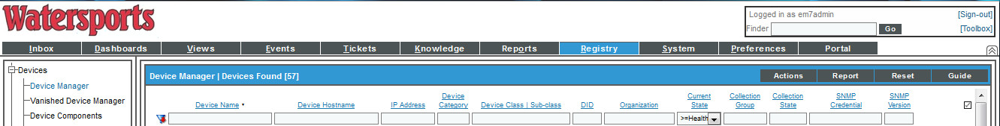 Watersports
Logged in as em7admin [Sign-out]
Finder Go [Toolbox]
Inbox Dashboards Views Events Tickets Knowledge Reports Registry System Preferences Portal
Devices
Device Manager
Vanished Device Manager
Device Components
Device Manager | Devices Found [57] Actions Report Reset Guide
Device Name Device Hostname IP Address Device Category Device Class | Sub-class DID Organization Current State Collection Group Collection State SNMP Credential SNMP Version
>=Health